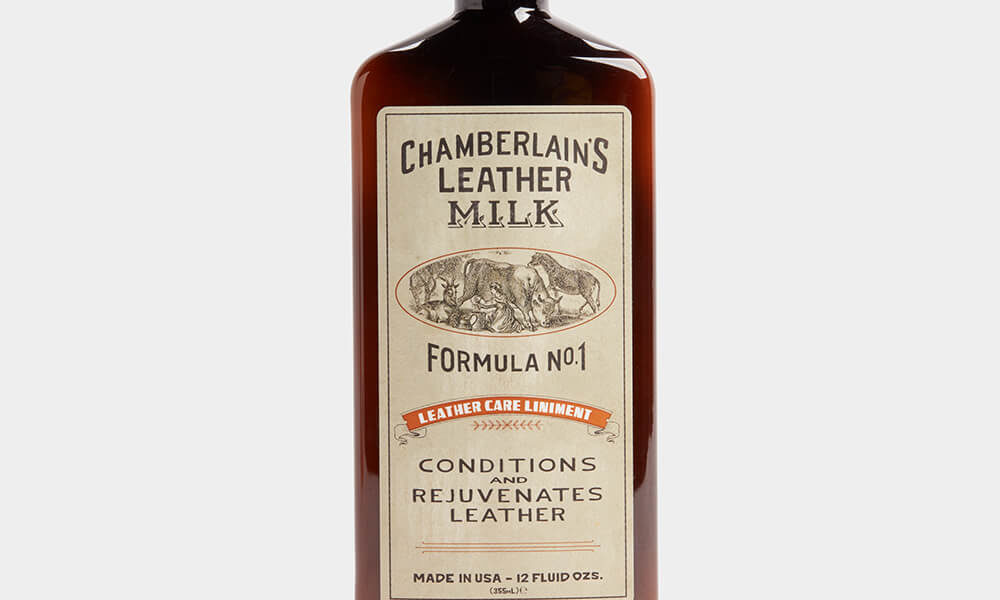 CHAMBERLAIN'S
LEATHER
MILK
FORMULA No.1
LEATHER CARE LINIMENT
CONDITIONS
AND
REJUVENATES
LEATHER
MADE IN USA - 12 FLUID OZS.
(355mL) ℮